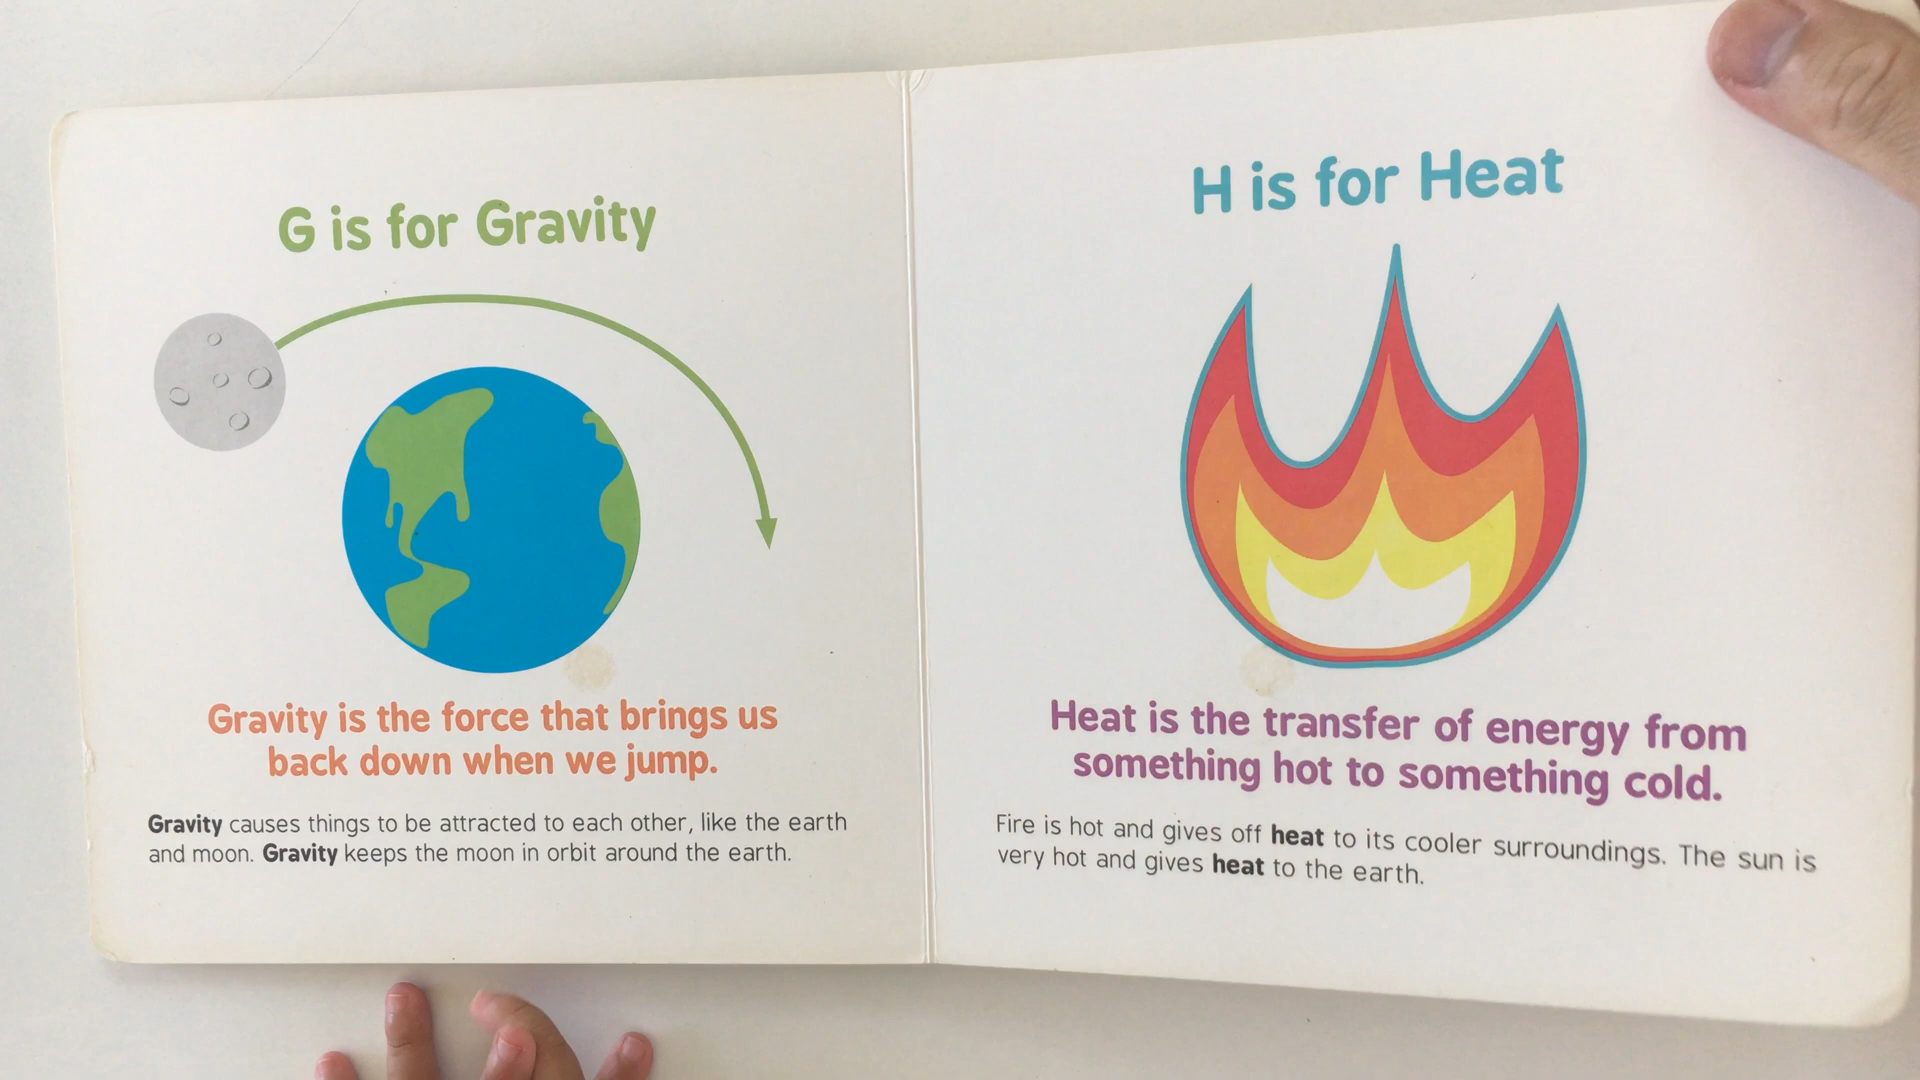 G is for Gravity
Gravity is the force that brings us
back down when we jump.
Gravity causes things to be attracted to each other, like the earth
and moon. Gravity keeps the moon in orbit around the earth.
H is for Heat
Heat is the transfer of energy from
something hot to something cold.
Fire is hot and gives off heat to its cooler surroundings. The sun is
very hot and gives heat to the earth.